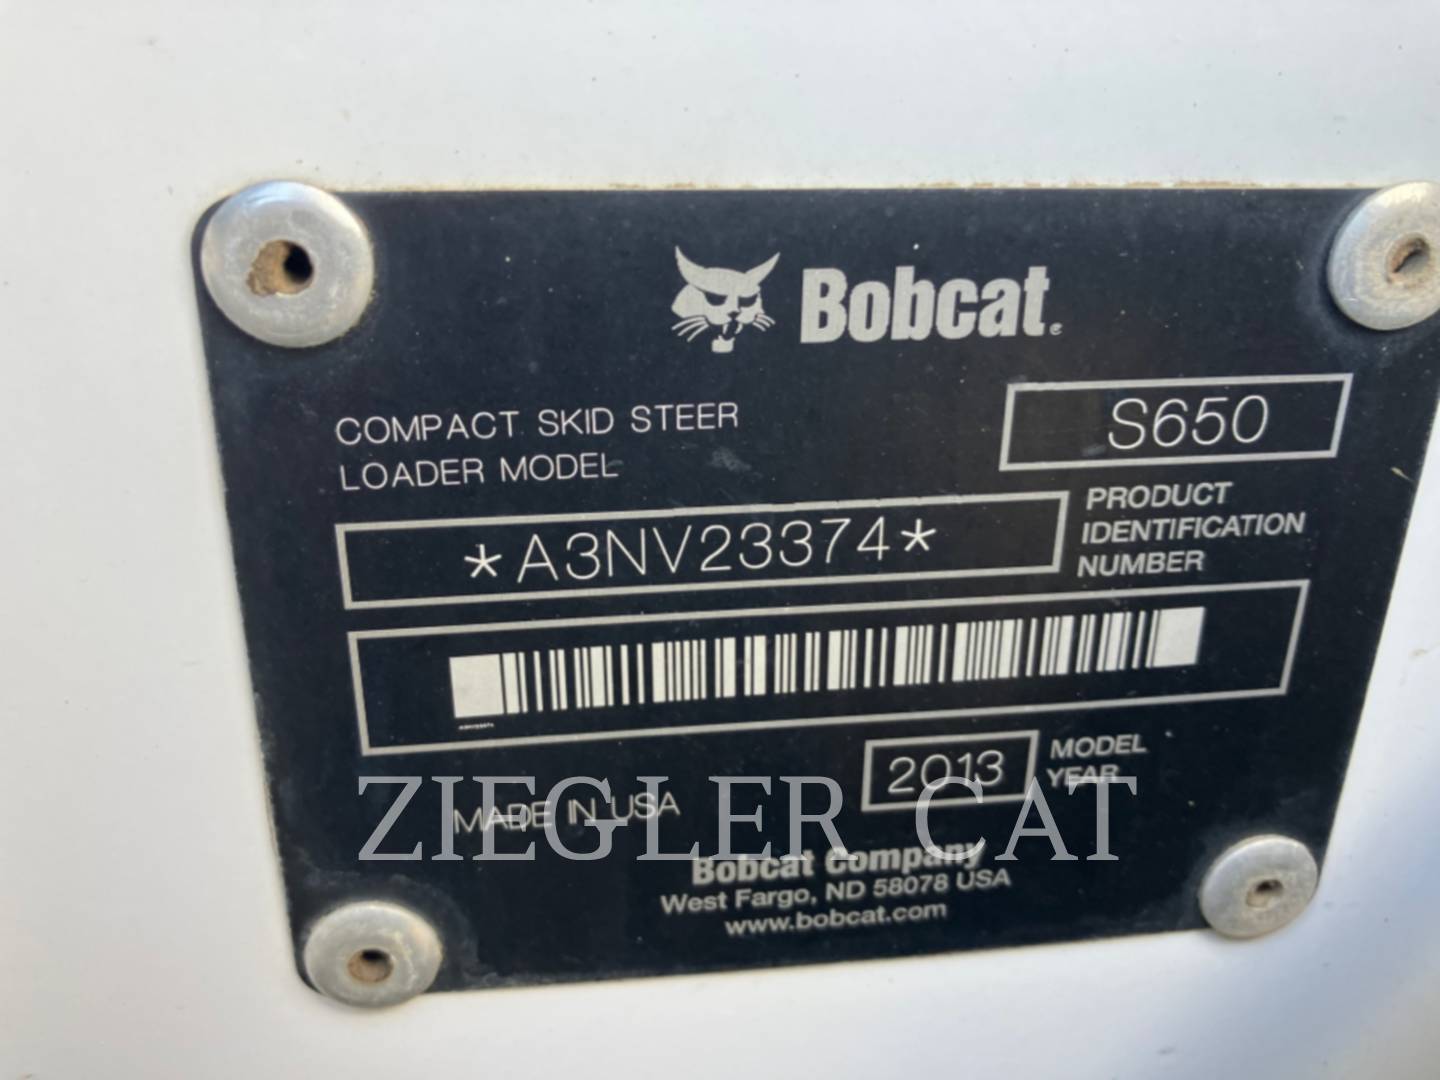 Bobcat
COMPACT SKID STEER
LOADER MODEL
S650
*A3NV23374*
PRODUCT
IDENTIFICATION
NUMBER
2013
MODEL
YEAR
MADE IN USA
ZIEGLER CAT
Bobcat Company
West Fargo, ND 58078 USA
www.bobcat.com